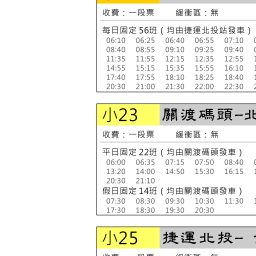 收費：一段票 緩衝區：無
每日固定 56班 ( 均由捷運北投站發車 )
06:10 06:25 06:40 06:55 07:10
08:40 08:55 09:10 09:25 09:40
11:35 11:55 12:15 12:35 12:55
14:55 15:15 15:35 15:55 16:10
17:40 17:55 18:10 18:25 18:40
20:30 21:00 21:30 22:00 22:30
小23 關渡碼頭-北
收費：一段票 緩衝區：無
平日固定 22班 ( 均由關渡碼頭發車 )
06:00 06:35 07:15 07:50 08:40
13:20 14:00 14:50 15:30 16:15
20:30 21:10
假日固定 14班 ( 均由關渡碼頭發車 )
07:30 08:30 09:30 10:30 11:30
17:30 18:30 19:30 20:30
小25 捷運北投-